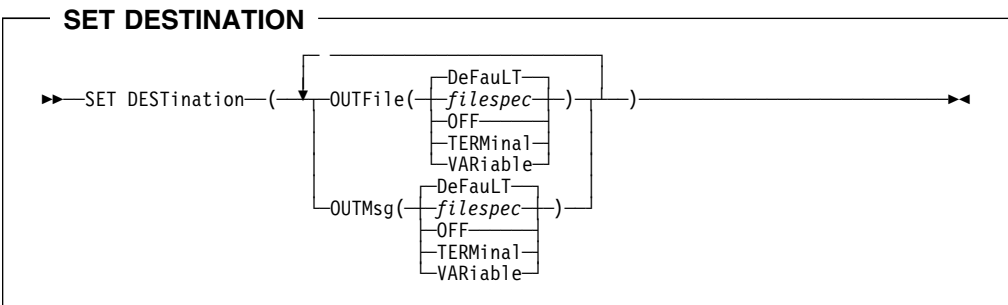 SET DESTINATION
DeFauLT
SET DESTination ( OUTFile( filespec ) )
OFF
TERMinal
VARiable
DeFauLT
OUTMsg( filespec )
OFF
TERMinal
VARiable